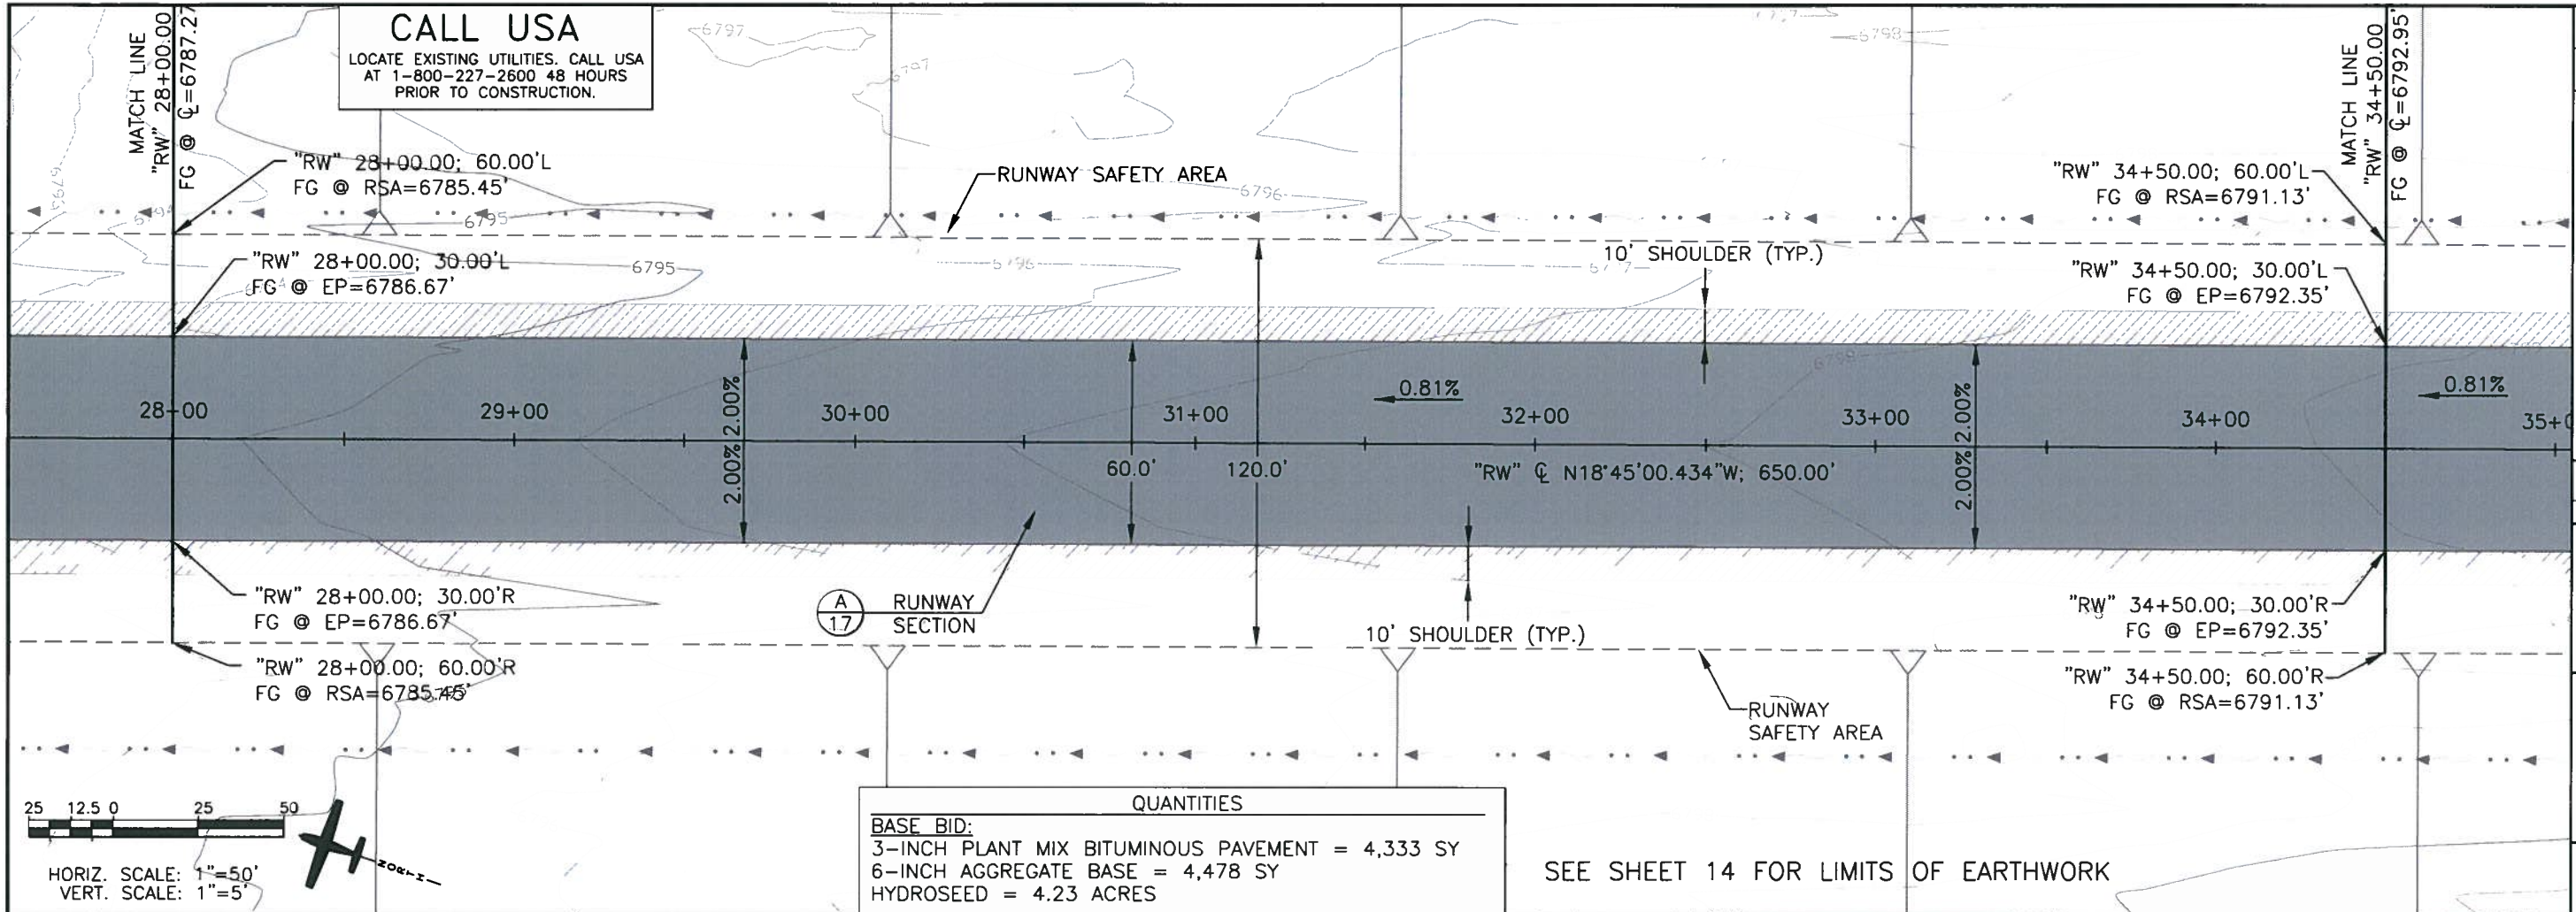 MATCH LINE
"RW" 28+00.00
FG @ ℄=6787.27
CALL USA
LOCATE EXISTING UTILITIES. CALL USA
AT 1-800-227-2600 48 HOURS
PRIOR TO CONSTRUCTION.
6797
6797
6798
MATCH LINE
"RW" 34+50.00
FG @ ℄=6792.95'
"RW" 28+00.00; 60.00'L
FG @ RSA=6785.45'
RUNWAY SAFETY AREA
"RW" 34+50.00; 60.00'L
FG @ RSA=6791.13'
6793
6794
6795
6796
"RW" 28+00.00; 30.00'L
FG @ EP=6786.67'
6795
6796
10' SHOULDER (TYP.)
"RW" 34+50.00; 30.00'L
FG @ EP=6792.35'
28+00
29+00
2.00% 2.00%
30+00
31+00
0.81%
32+00
33+00
2.00% 2.00%
34+00
0.81%
35+0
60.0'
120.0'
"RW" ℄ N18°45'00.434"W; 650.00'
"RW" 28+00.00; 30.00'R
FG @ EP=6786.67'
A
17
RUNWAY
SECTION
10' SHOULDER (TYP.)
"RW" 34+50.00; 30.00'R
FG @ EP=6792.35'
"RW" 28+00.00; 60.00'R
FG @ RSA=6785.45'
"RW" 34+50.00; 60.00'R
FG @ RSA=6791.13'
RUNWAY
SAFETY AREA
25 12.5 0 25 50
NORTH
HORIZ. SCALE: 1"=50'
VERT. SCALE: 1"=5'
QUANTITIES
BASE BID:
3-INCH PLANT MIX BITUMINOUS PAVEMENT = 4,333 SY
6-INCH AGGREGATE BASE = 4,478 SY
HYDROSEED = 4.23 ACRES
SEE SHEET 14 FOR LIMITS OF EARTHWORK